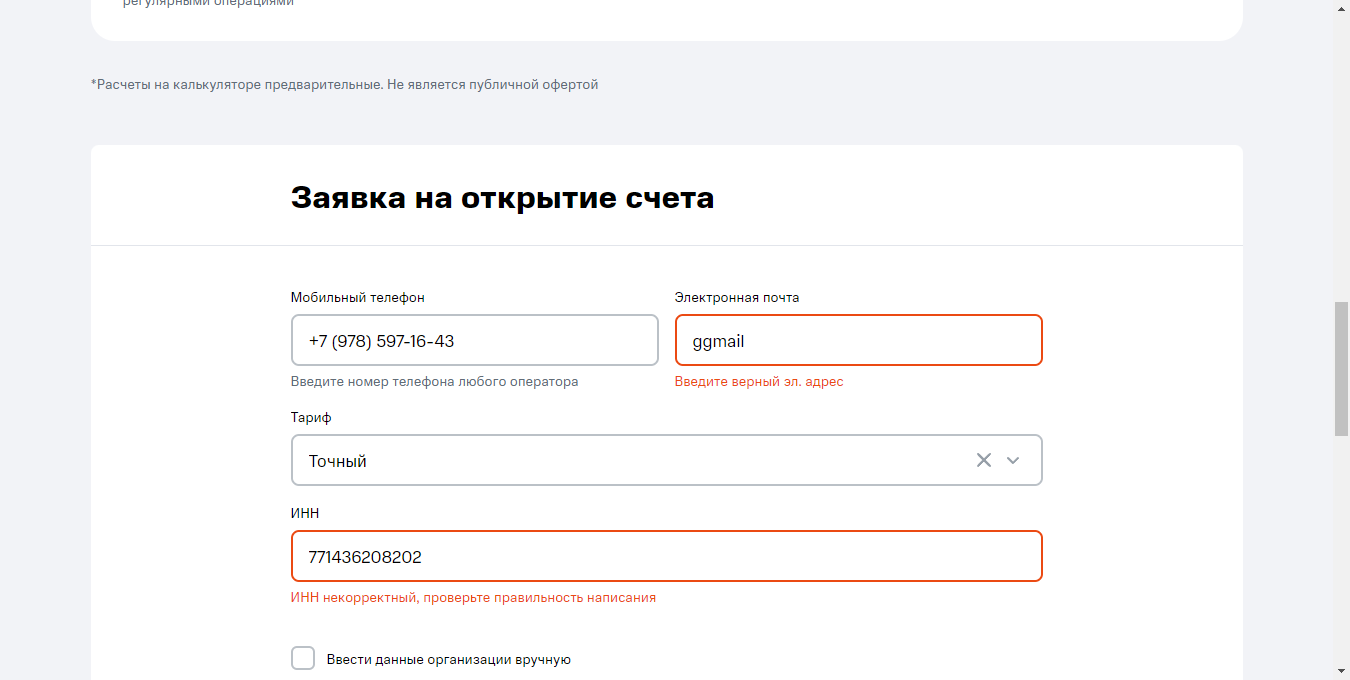 регулярными операциями
*Расчеты на калькуляторе предварительные. Не является публичной офертой
Заявка на открытие счета
Мобильный телефон
Электронная почта
+7 (978) 597-16-43
ggmail
Введите номер телефона любого оператора
Введите верный эл. адрес
Тариф
Точный
ИНН
771436208202
ИНН некорректный, проверьте правильность написания
Ввести данные организации вручную